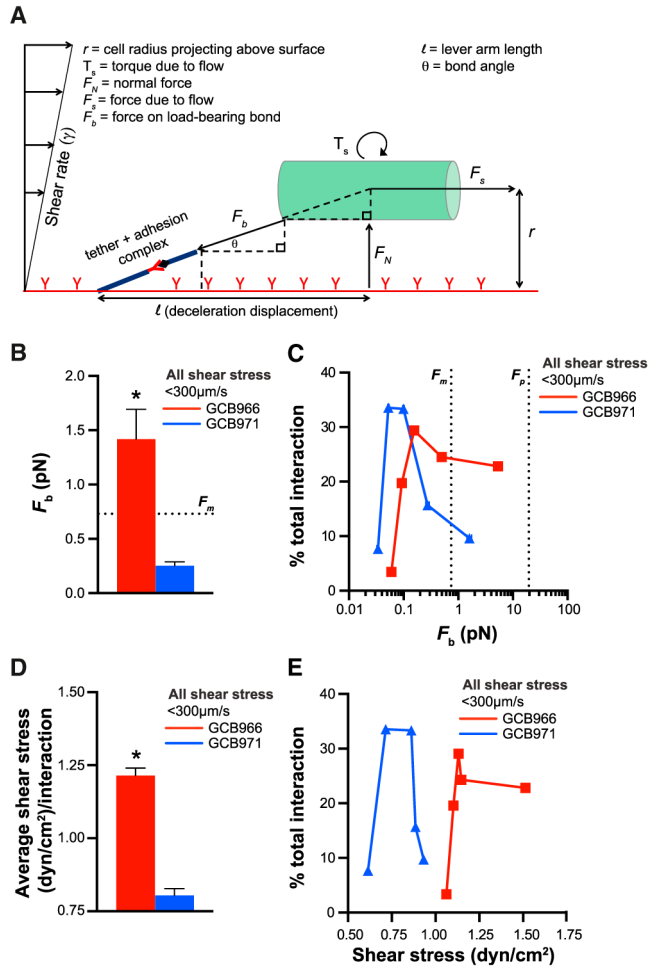 A
r = cell radius projecting above surface
Tₛ = torque due to flow
F_N = normal force
Fₛ = force due to flow
F_b = force on load-bearing bond
ℓ = lever arm length
θ = bond angle
Shear rate (γ)
Tₛ
Fₛ
F_b
θ
tether + adhesion
complex
F_N
r
Y Y Y Y Y Y Y Y Y Y Y Y
ℓ (deceleration displacement)
B
All shear stress
<300µm/s
GCB966
GCB971
F_b (pN)
2.0
1.5
1.0
0.5
0.0
*
F_m
C
All shear stress
<300µm/s
GCB966
GCB971
F_m
F_p
% total interaction
40
30
20
10
0
0.01 0.1 1 10 100
F_b (pN)
D
All shear stress
<300µm/s
GCB966
GCB971
Average shear stress
(dyn/cm²)/interaction
1.50
1.25
1.00
0.75
*
E
All shear stress
<300µm/s
GCB966
GCB971
% total interaction
40
30
20
10
0
0.50 0.75 1.00 1.25 1.50 1.75
Shear stress (dyn/cm²)